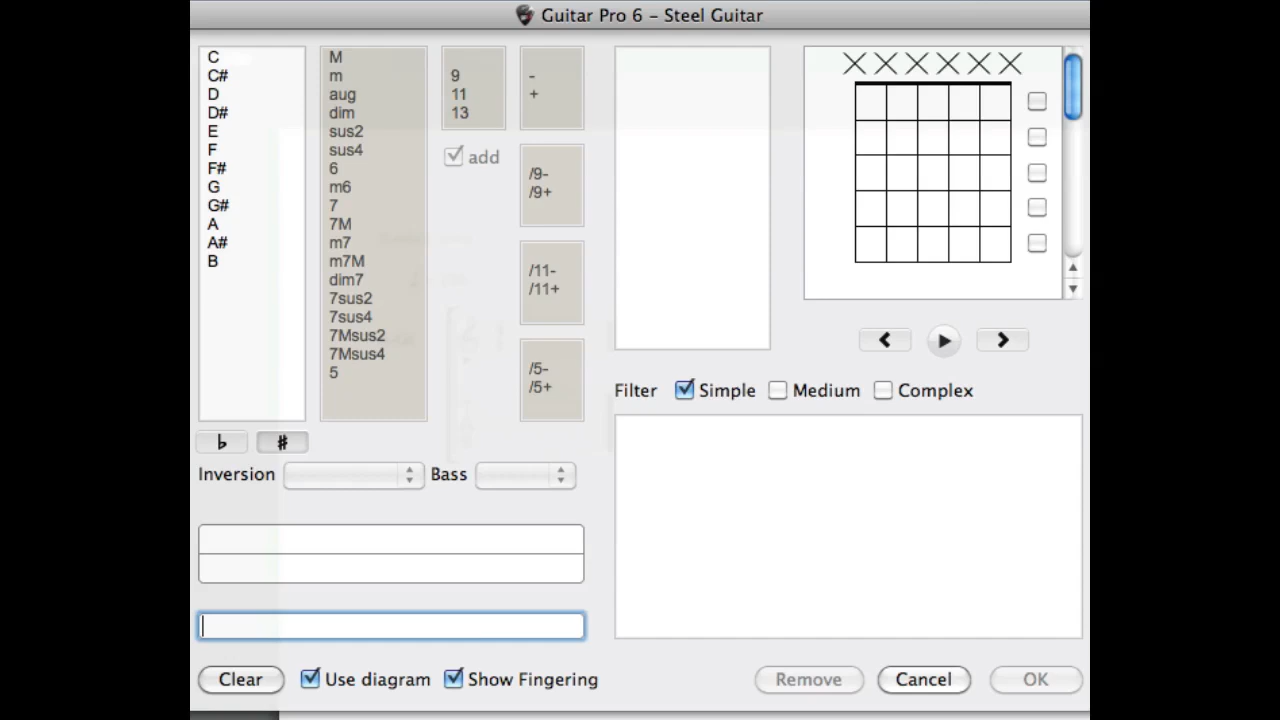 Guitar Pro 6 – Steel Guitar
C
C#
D
D#
E
F
F#
G
G#
A
A#
B
M
m
aug
dim
sus2
sus4
6
m6
7
7M
m7
m7M
dim7
7sus2
7sus4
7Msus2
7Msus4
5
9
11
13
add
-
+
/9-
/9+
/11-
/11+
/5-
/5+
♭ ♯
Inversion Bass
Filter Simple Medium Complex
Clear Use diagram Show Fingering Remove Cancel OK